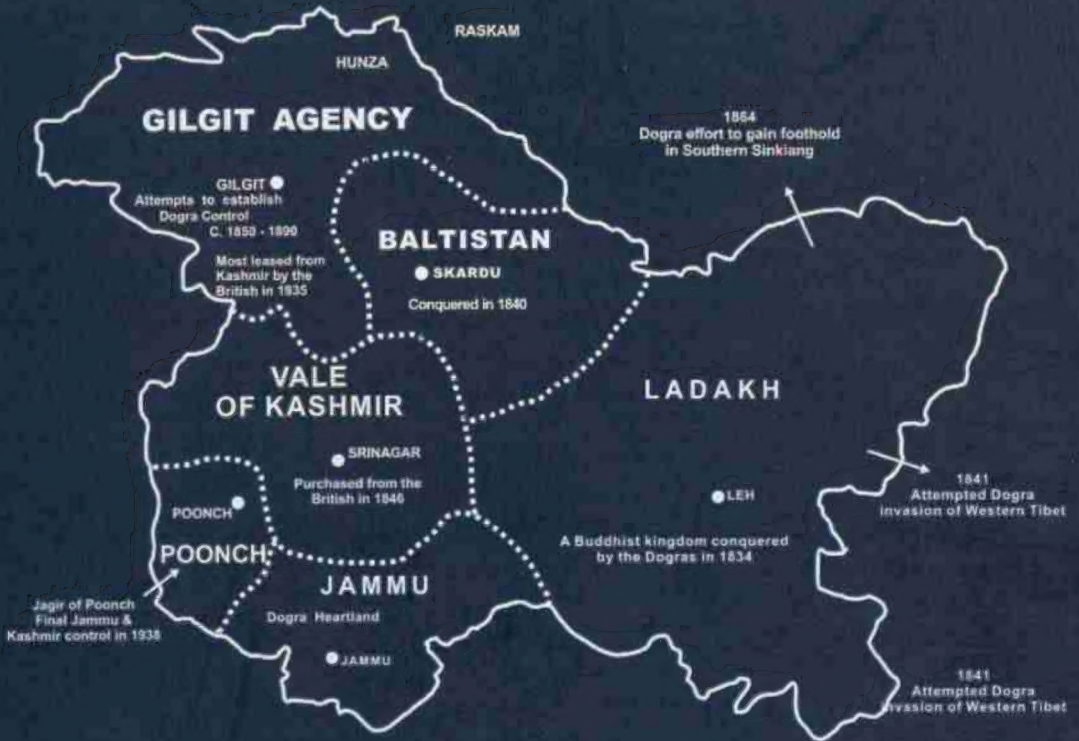 RASKAM
HUNZA
GILGIT AGENCY
1864
Dogra effort to gain foothold
in Southern Sinkiang
GILGIT
Attempts to establish
Dogra Control
C. 1850 - 1890
Most leased from
Kashmir by the
British in 1935
BALTISTAN
SKARDU
Conquered in 1840
VALE
OF KASHMIR
SRINAGAR
Purchased from the
British in 1846
LADAKH
LEH
A Buddhist kingdom conquered
by the Dogras in 1834
1841
Attempted Dogra
invasion of Western Tibet
POONCH
POONCH
Jagir of Poonch
Final Jammu &
Kashmir control in 1938
JAMMU
Dogra Heartland
JAMMU
1841
Attempted Dogra
invasion of Western Tibet